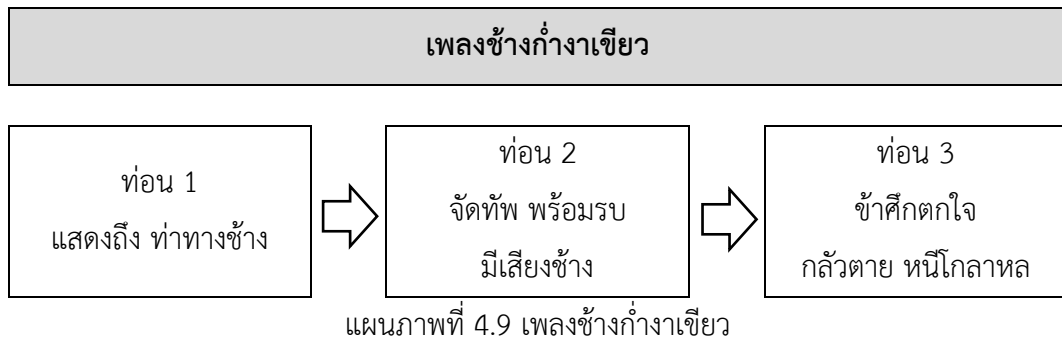 เพลงช้างก่ำงาเขียว
ท่อน 1
แสดงถึง ท่าทางช้าง
ท่อน 2
จัดทัพ พร้อมรบ
มีเสียงช้าง
ท่อน 3
ข้าศึกตกใจ
กลัวตาย หนีโกลาหล
แผนภาพที่ 4.9 เพลงช้างก่ำงาเขียว